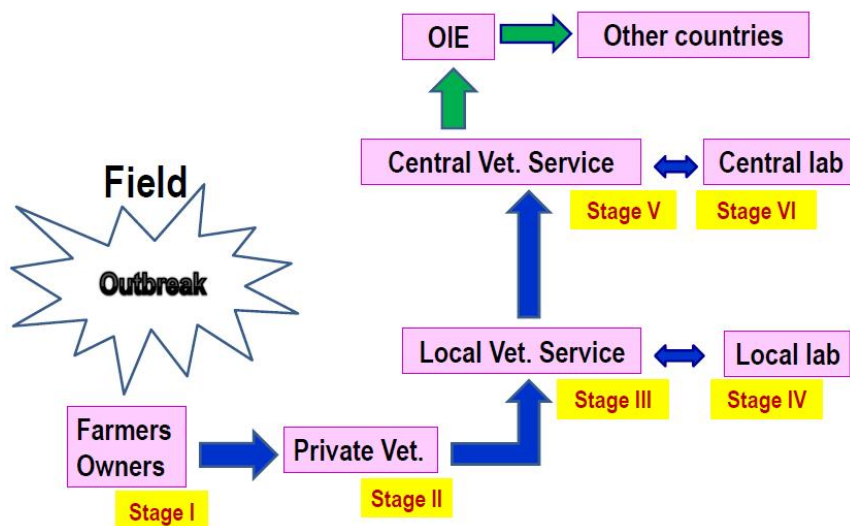 OIE
Other countries
Central Vet. Service
Central lab
Stage V
Stage VI
Field
Outbreak
Local Vet. Service
Local lab
Stage III
Stage IV
Farmers
Owners
Private Vet.
Stage I
Stage II